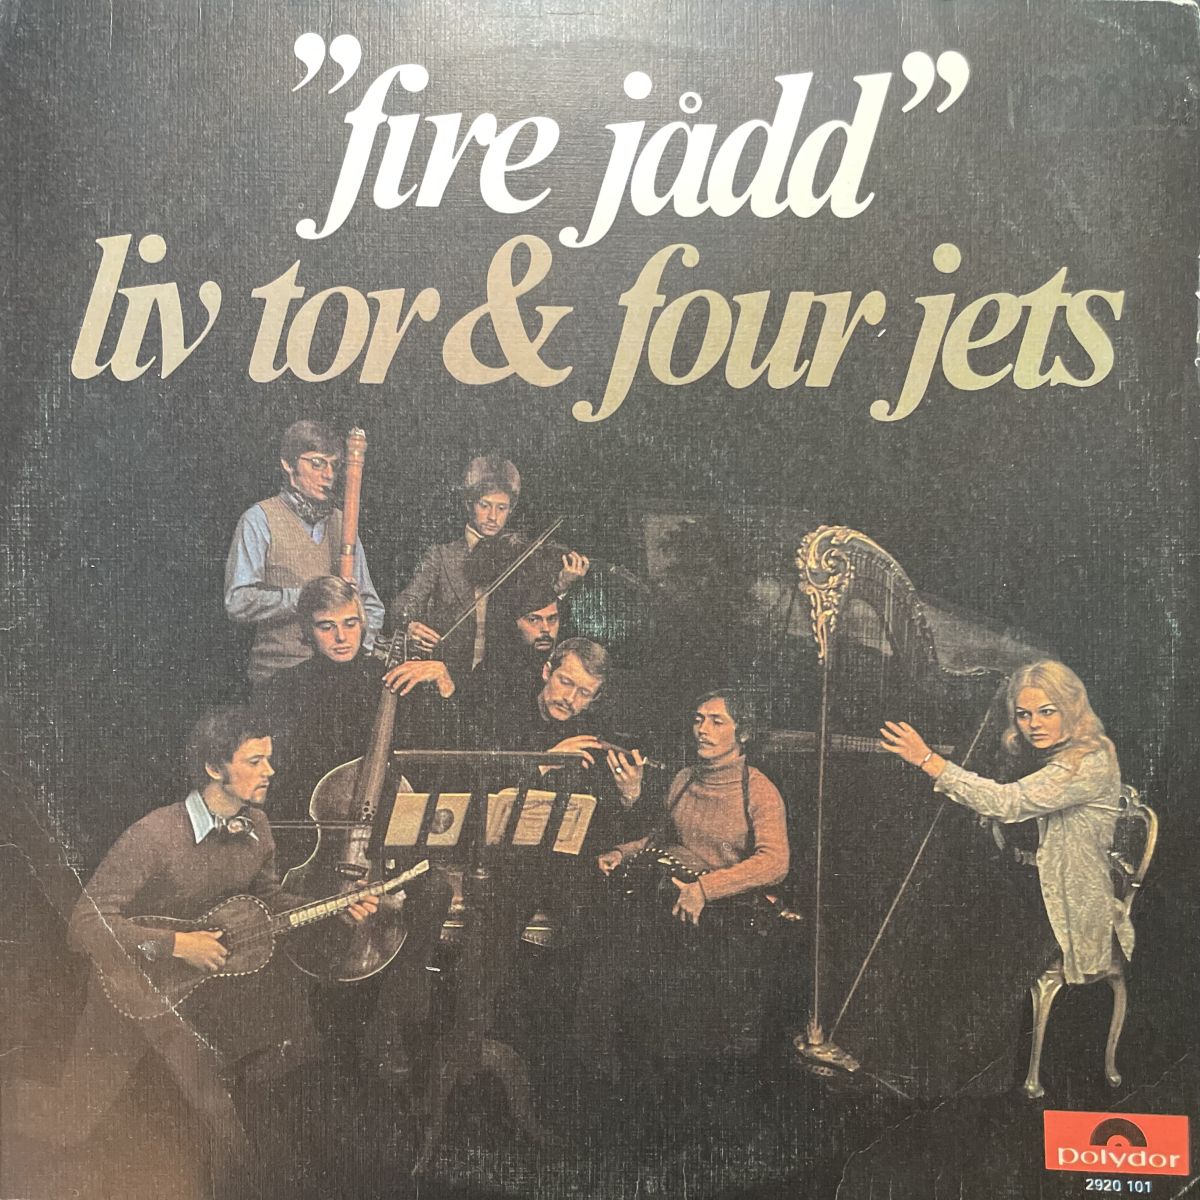 ”fire jådd”
liv tor & four jets
polydor
2920 101